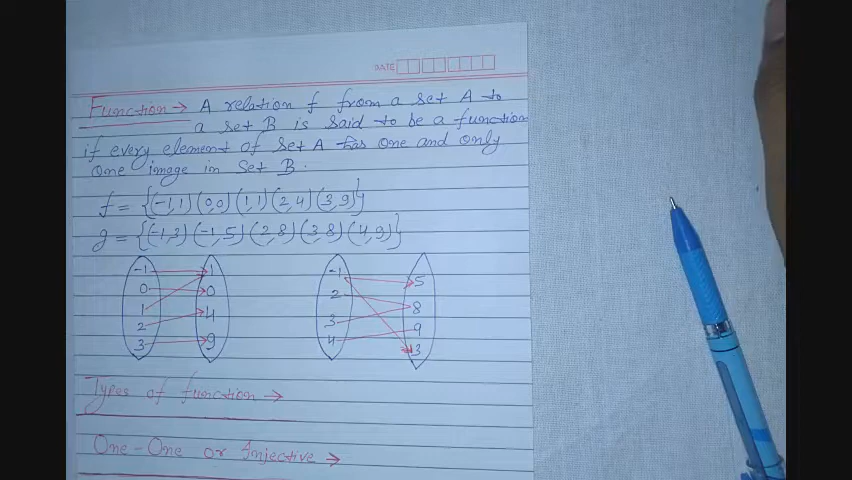 DATE
Function → A relation f from a set A to
a set B is said to be a function
if every element of set A has one and only
one image in set B.
f = {(-1,1) (0,0) (1,1) (2,4) (3,9)}
g = {(-1,3) (-1,5) (2,8) (3,8) (4,9)}
-1 1 -1 5
0 0 2 8
1 4 3 9
2 9 4 3
3
Types of function →
One-One or Injective →